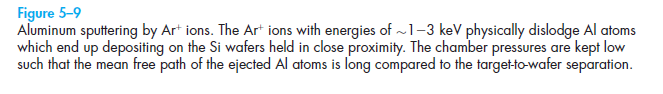 Figure 5–9
Aluminum sputtering by Ar⁺ ions. The Ar⁺ ions with energies of ~1–3 keV physically dislodge Al atoms
which end up depositing on the Si wafers held in close proximity. The chamber pressures are kept low
such that the mean free path of the ejected Al atoms is long compared to the target-to-wafer separation.